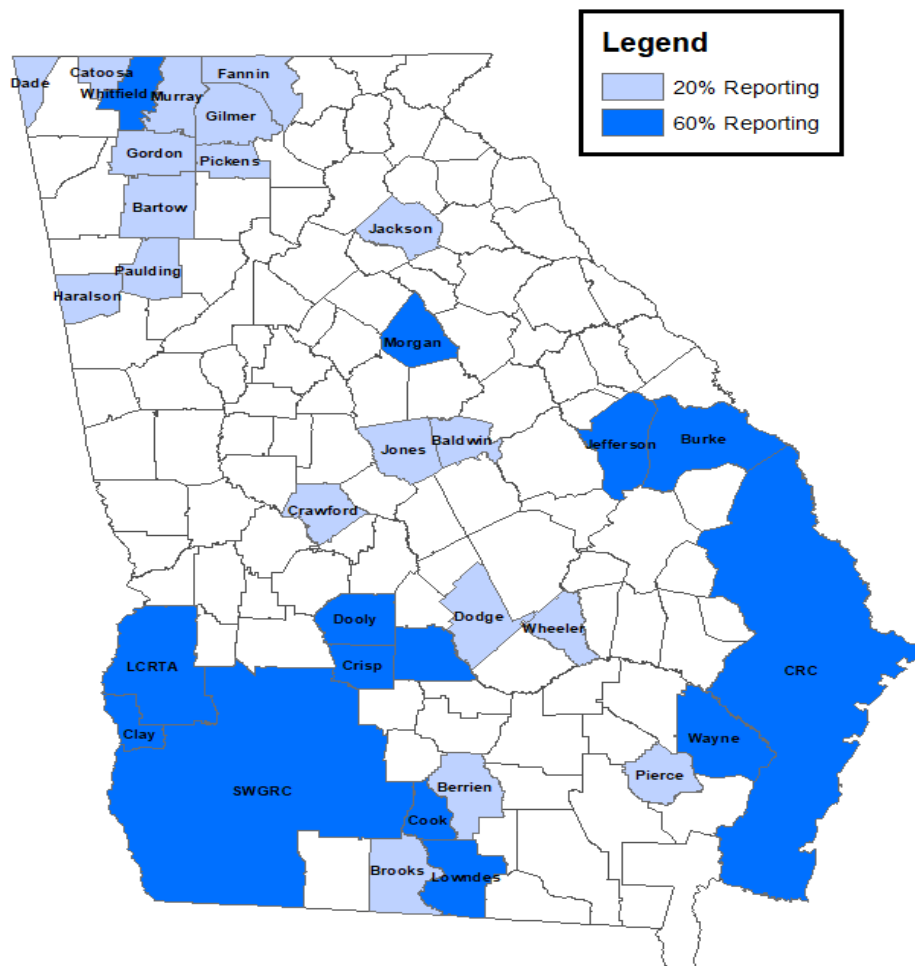 Legend
20% Reporting
60% Reporting
Dade
Catoosa
Whitfield
Murray
Fannin
Gilmer
Gordon
Pickens
Bartow
Jackson
Paulding
Haralson
Morgan
Jefferson
Burke
Jones
Baldwin
Crawford
Dooly
Dodge
Wheeler
LCRTA
Crisp
CRC
Clay
Wayne
Pierce
SWGRC
Berrien
Cook
Brooks
Lowndes